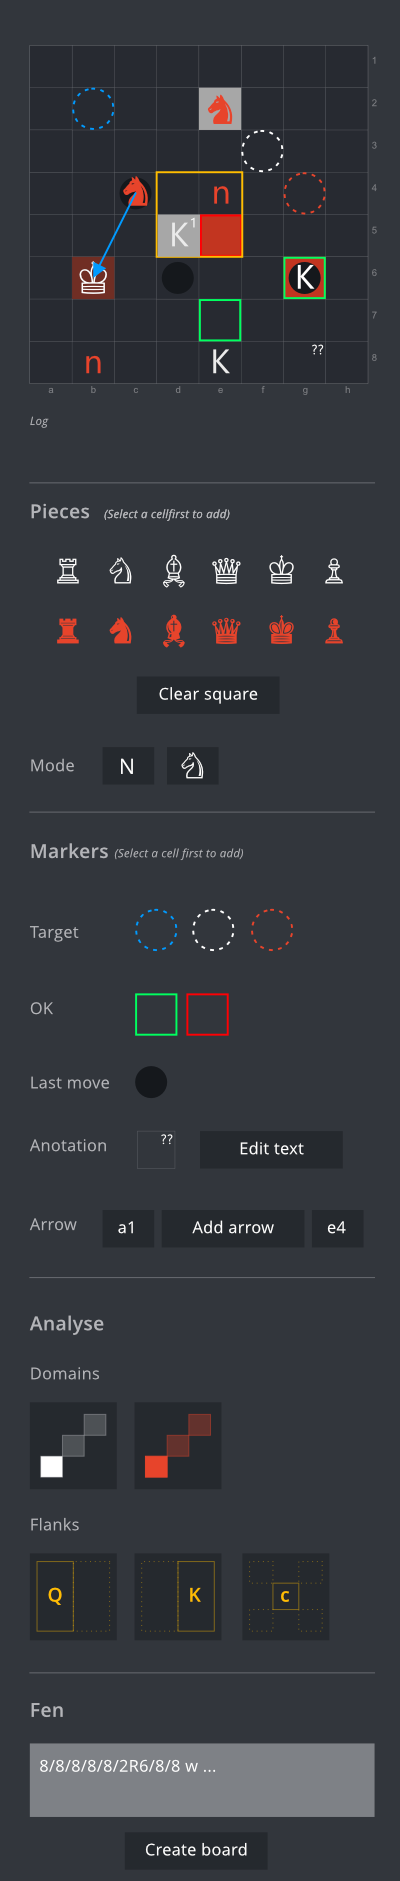 1
2
3
n
4
K 1
5
K
6
7
n
K
??
8
a b c d e f g h
Log
Pieces (Select a cellfirst to add)
Clear square
Mode N
Markers (Select a cell first to add)
Target
OK
Last move
Anotation ?? Edit text
Arrow a1 Add arrow e4
Analyse
Domains
Flanks
Q K c
Fen
8/8/8/8/8/2R6/8/8 w ...
Create board